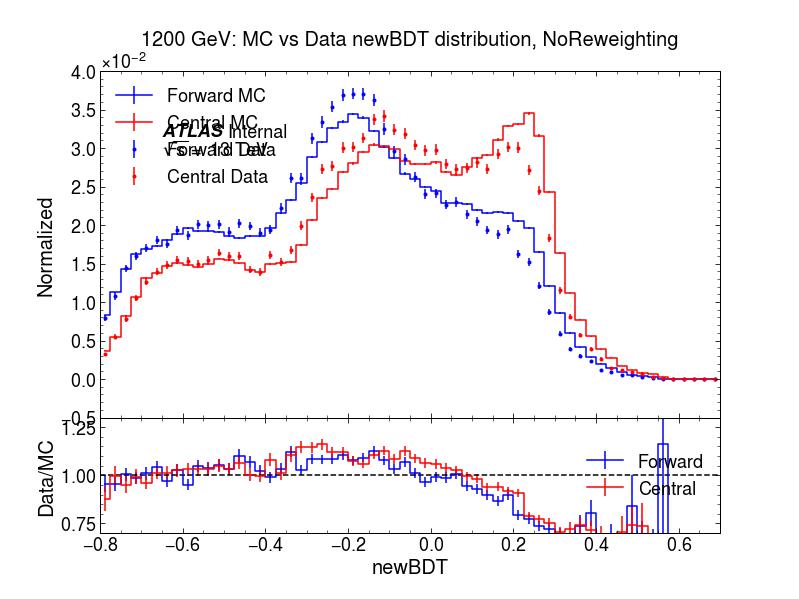 1200 GeV: MC vs Data newBDT distribution, NoReweighting
×10−2
4.0
3.5
3.0
2.5
2.0
1.5
1.0
0.5
0.0
0.5
Normalized
Forward MC
Central MC
ATLAS Internal
Forward Data
√s = 13 TeV
Central Data
1.25
1.00
0.75
Data/MC
Forward
Central
−0.8 −0.6 −0.4 −0.2 0.0 0.2 0.4 0.6
newBDT